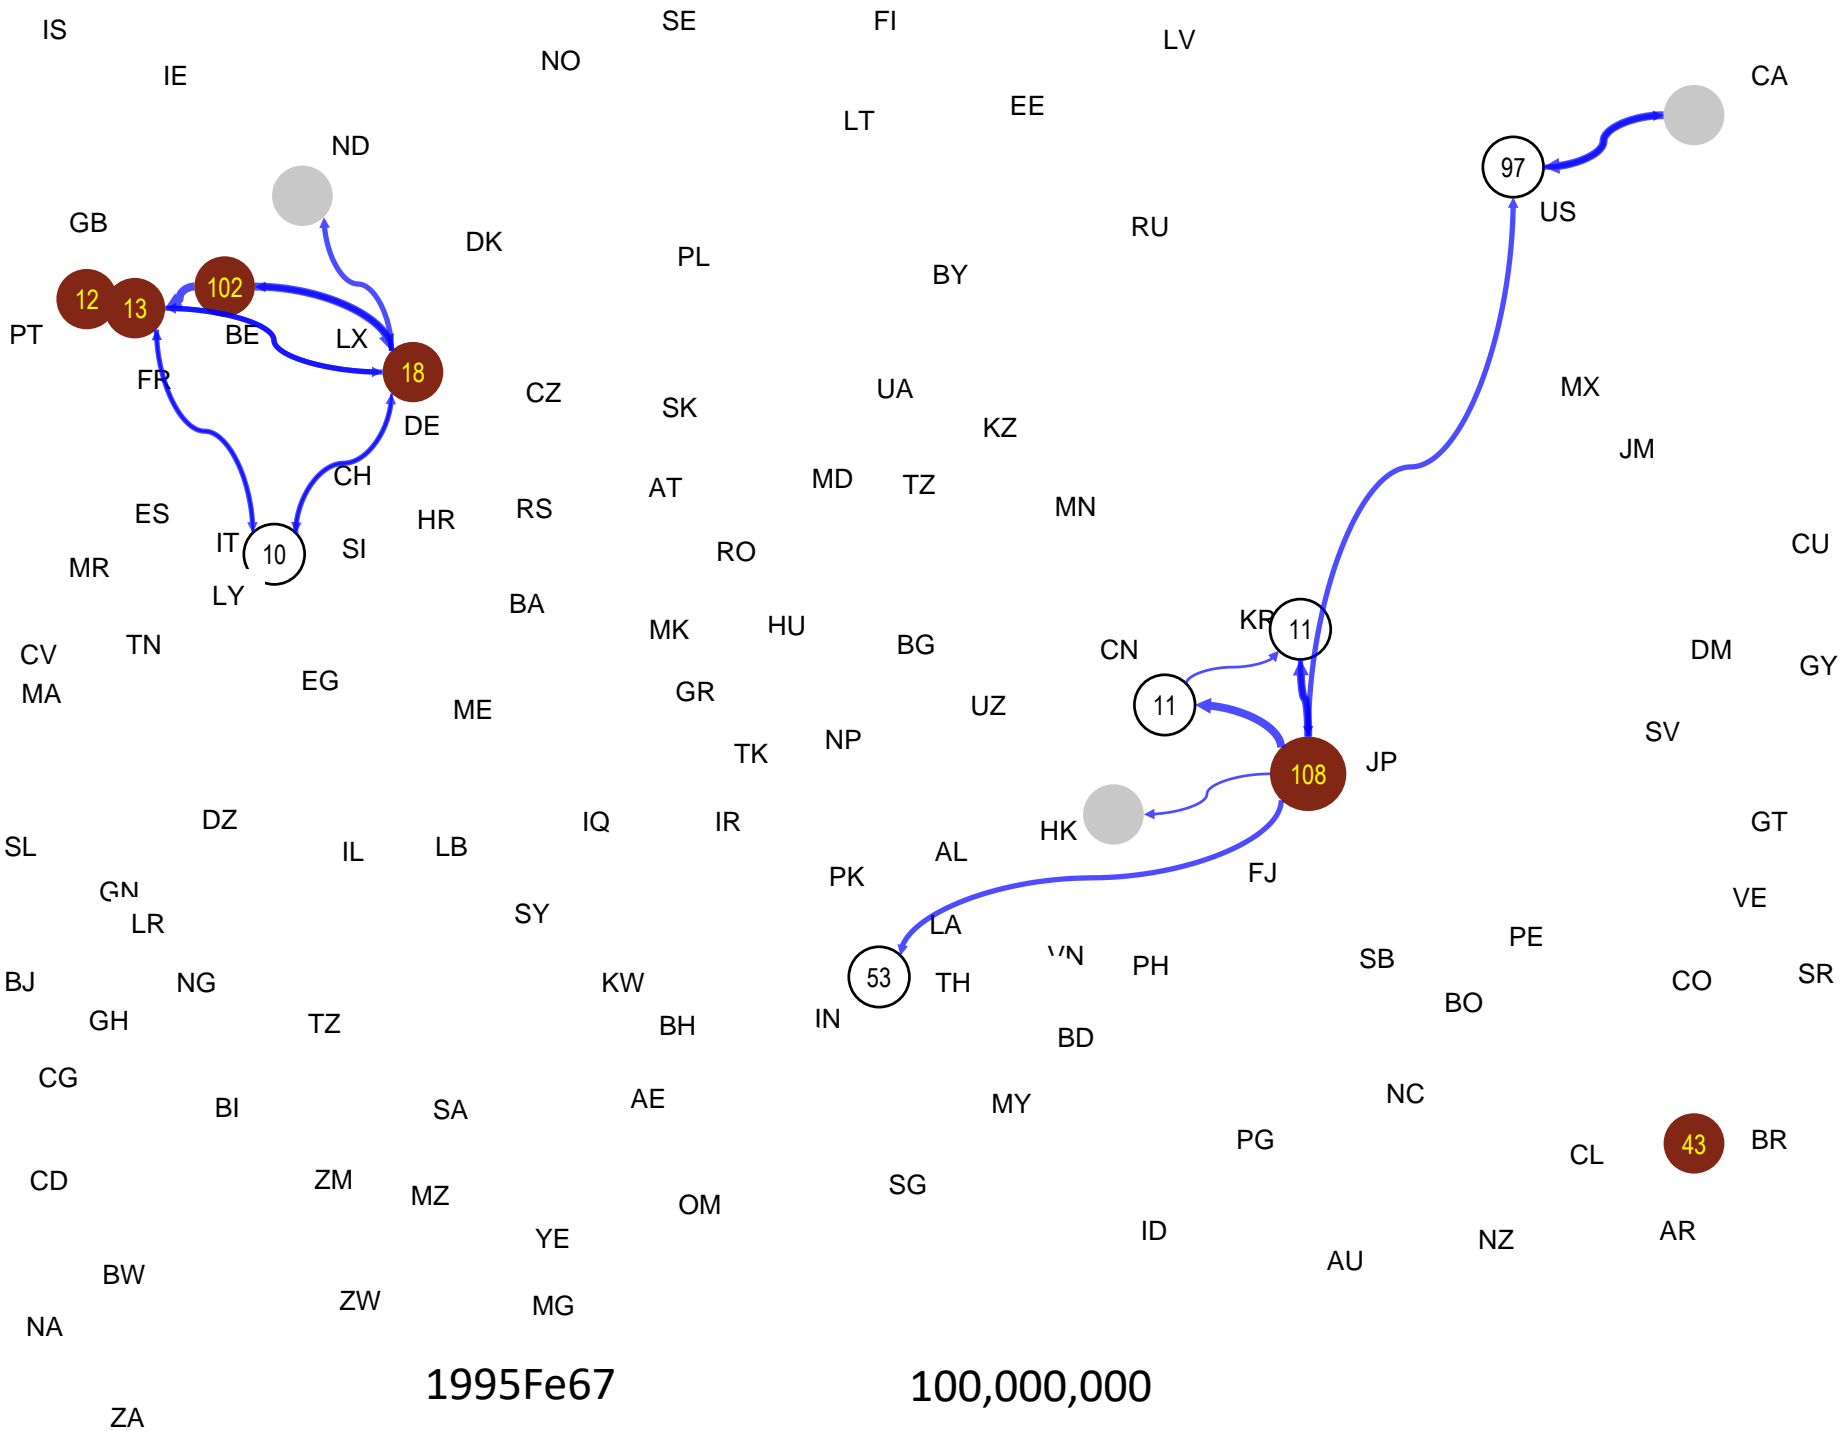 IS
SE
FI
LV
NO
IE
CA
EE
LT
ND
97
US
GB
RU
DK
PL
BY
102
12
13
PT
BE
LX
18
FR
UA
MX
CZ
SK
DE
KZ
JM
CH
MD
TZ
AT
MN
ES
RS
HR
IT
10
SI
RO
CU
MR
LY
BA
KR
11
HU
MK
TN
BG
CN
DM
CV
GY
EG
MA
GR
11
UZ
ME
SV
NP
TK
JP
108
DZ
IQ
IR
GT
HK
SL
LB
IL
AL
PK
FJ
GN
VE
SY
LR
LA
PE
VN
SB
PH
SR
53
BJ
NG
KW
TH
CO
BO
GH
TZ
BH
IN
BD
CG
NC
AE
MY
BI
SA
PG
43
BR
CL
CD
ZM
SG
MZ
OM
ID
AR
YE
NZ
AU
BW
ZW
MG
NA
1995Fe67
100,000,000
ZA